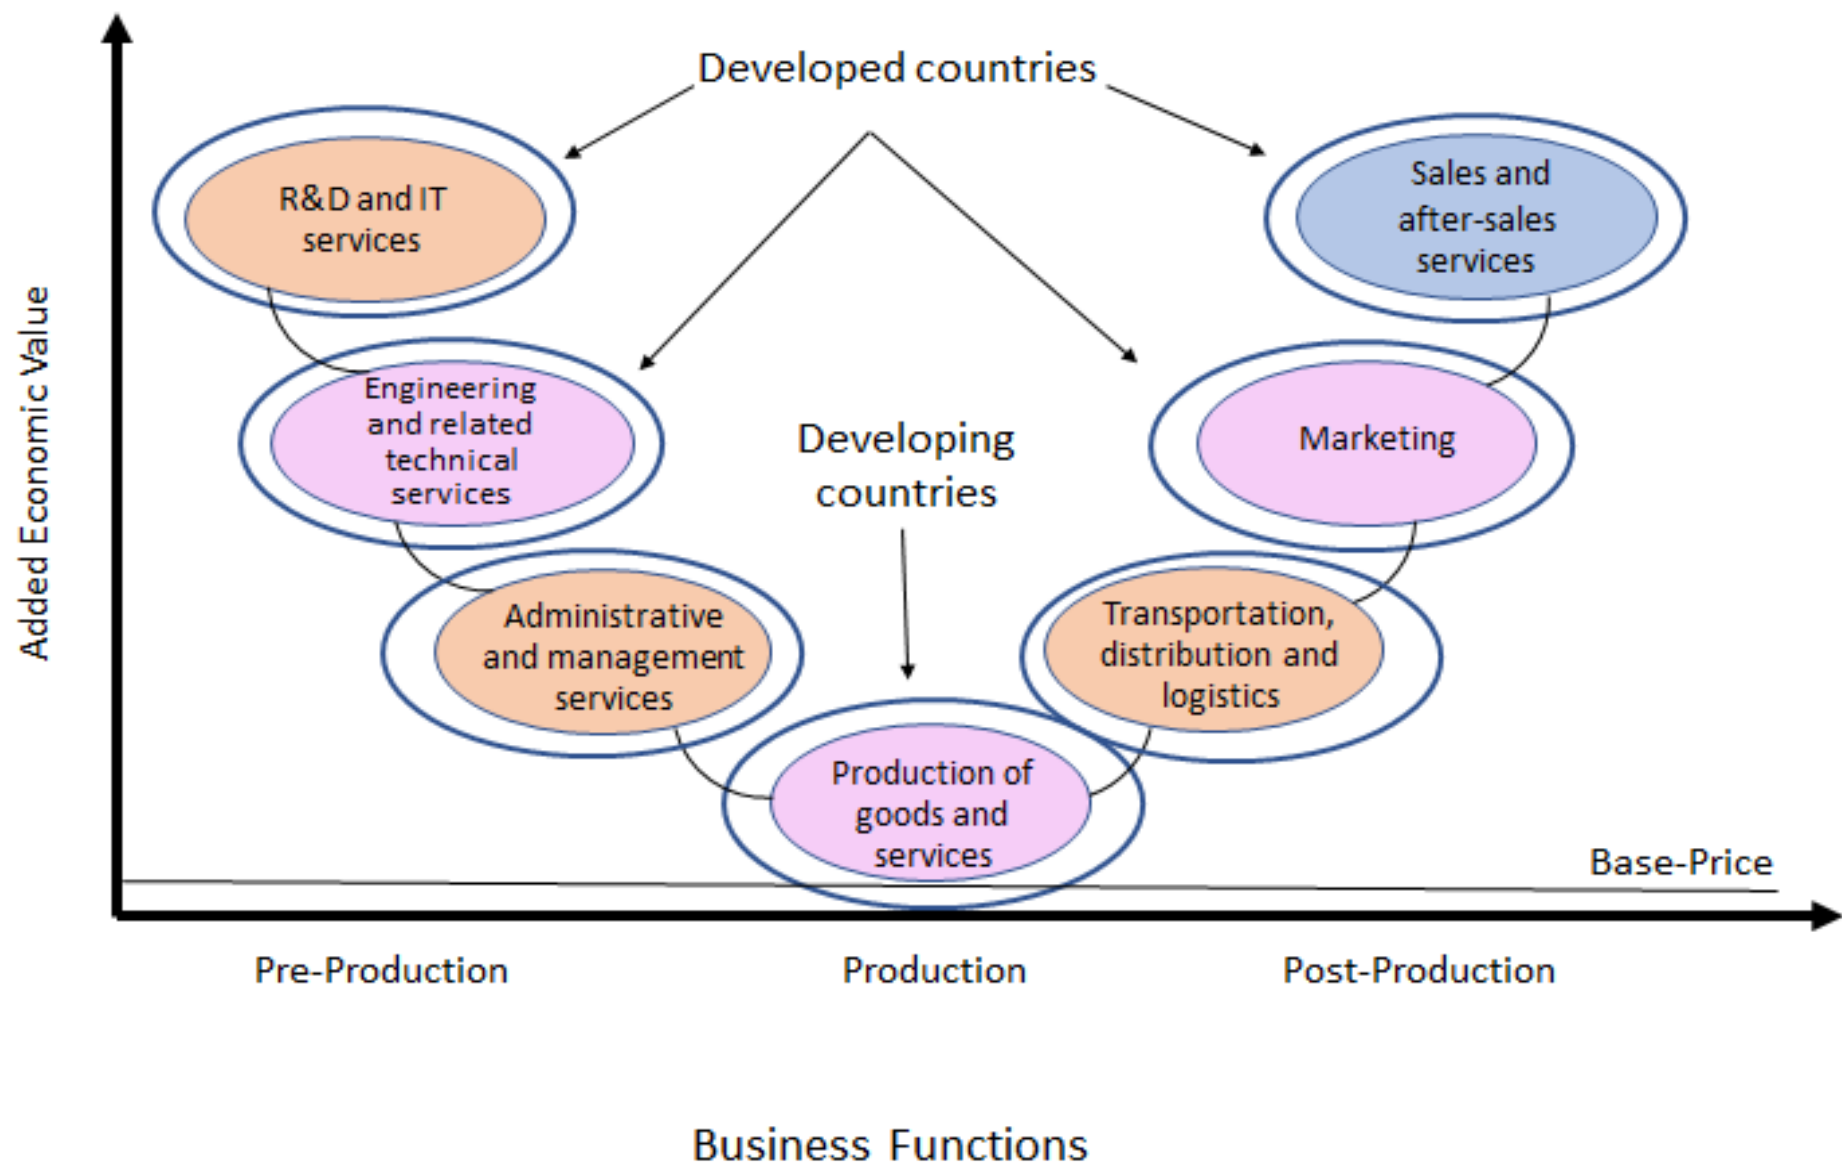 Developed countries
R&D and IT
services
Sales and
after-sales
services
Engineering
and related
technical
services
Developing
countries
Marketing
Administrative
and management
services
Transportation,
distribution and
logistics
Production of
goods and
services
Base-Price
Added Economic Value
Pre-Production
Production
Post-Production
Business Functions